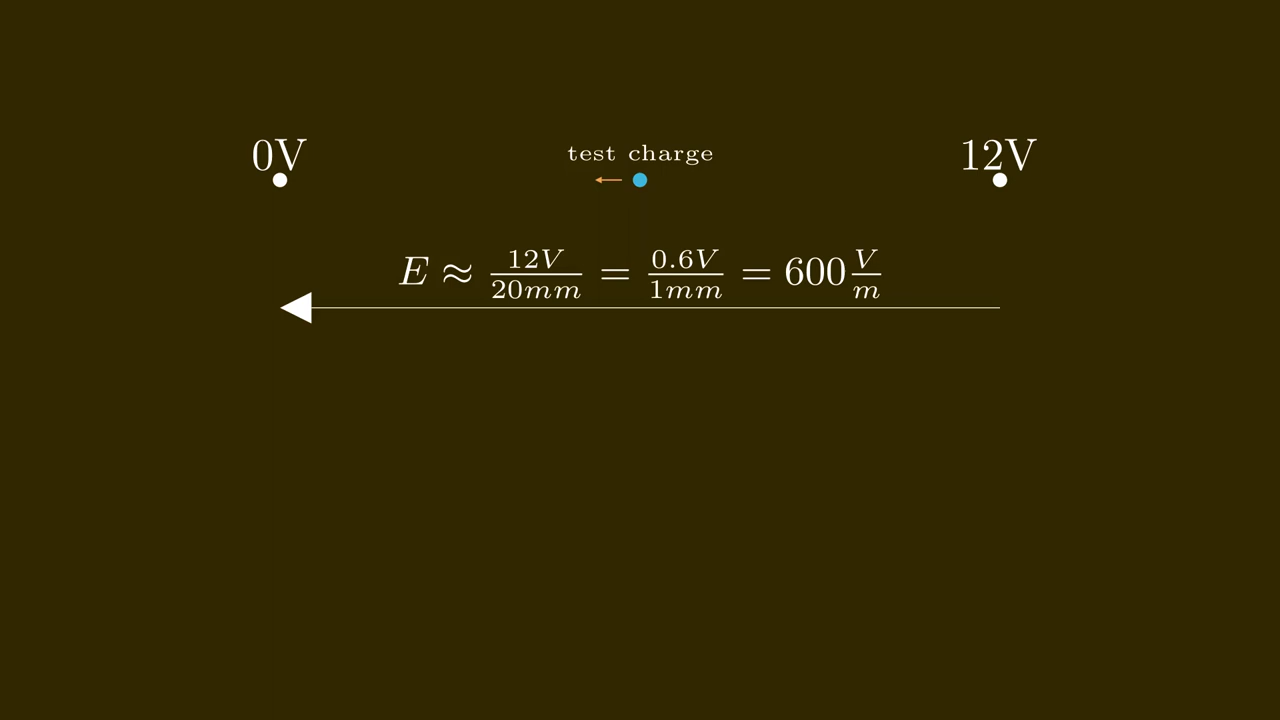 0V test charge 12V
E ≈ 12V/20mm = 0.6V/1mm = 600 V/m